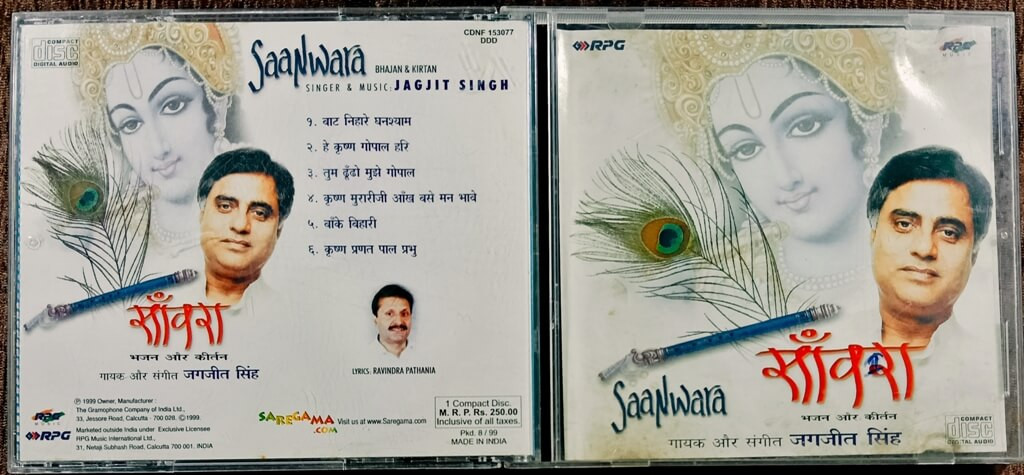 COMPACT
disc
DIGITAL AUDIO
CDNF 153077
DDD
Saanwara
BHAJAN & KIRTAN
SINGER & MUSIC: JAGJIT SINGH
१. बाट निहारे घनश्याम
२. हे कृष्ण गोपाल हरि
३. तुम ढूँढो मुझे गोपाल
४. कृष्ण मुरारीजी आँख बसे मन भावे
५. बाँके बिहारी
६. कृष्ण प्रणत पाल प्रभु
साँवरा
भजन और कीर्तन
गायक और संगीत जगजीत सिंह
LYRICS: RAVINDRA PATHANIA
℗ 1999 Owner, Manufacturer :
The Gramophone Company of India Ltd.,
33, Jessore Road, Calcutta - 700 028. ©1999.
RPG
Marketed outside India under Exclusive Licensee
RPG Music International Ltd.,
31, Netaji Subhash Road, Calcutta 700 001. INDIA
SAREGAMA
.COM
Visit us at www.Saregama.com
1 Compact Disc.
M. R. P. Rs. 250.00
Inclusive of all taxes.
Pkd. 8 / 99
MADE IN INDIA
RPG
Saanwara
साँवरा
भजन और कीर्तन
गायक और संगीत जगजीत सिंह
COMPACT
disc
DIGITAL AUDIO